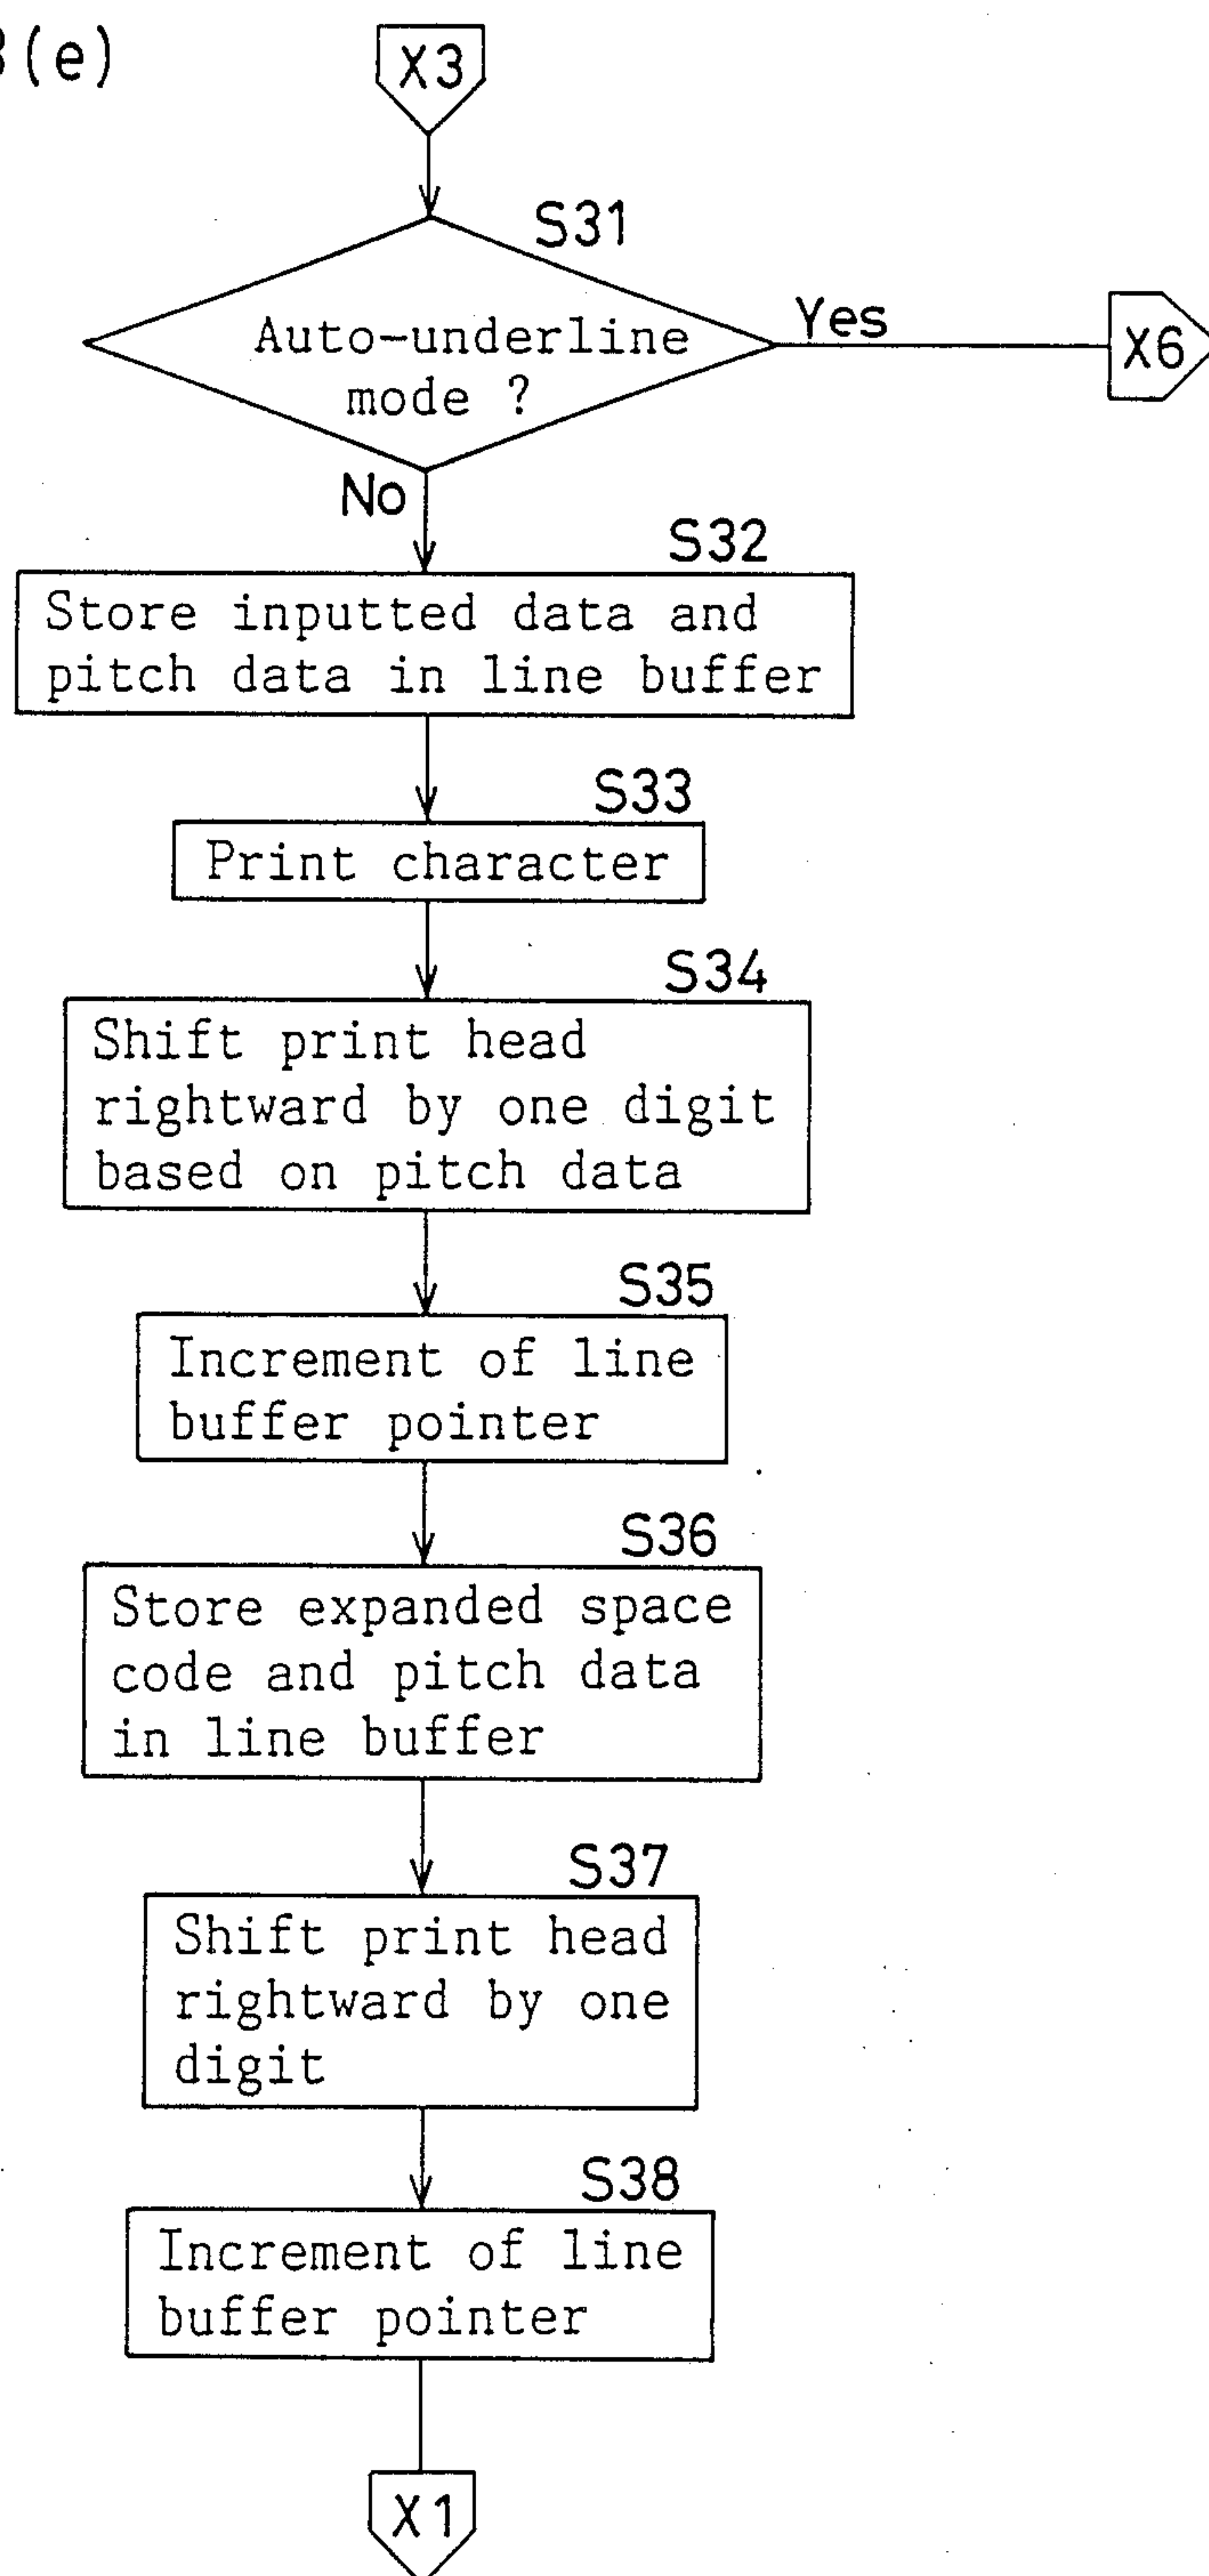 (e)
X3
S31
Auto-underline
mode ?
Yes
X6
No
S32
Store inputted data and
pitch data in line buffer
S33
Print character
S34
Shift print head
rightward by one digit
based on pitch data
S35
Increment of line
buffer pointer
S36
Store expanded space
code and pitch data
in line buffer
S37
Shift print head
rightward by one
digit
S38
Increment of line
buffer pointer
X1